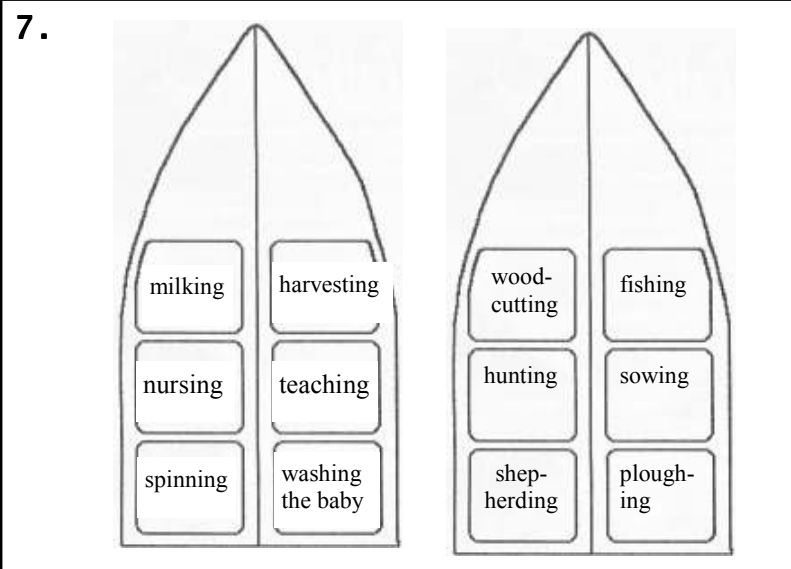 7.
milking
harvesting
nursing
teaching
spinning
washing
the baby
wood-
cutting
fishing
hunting
sowing
shep-
herding
plough-
ing